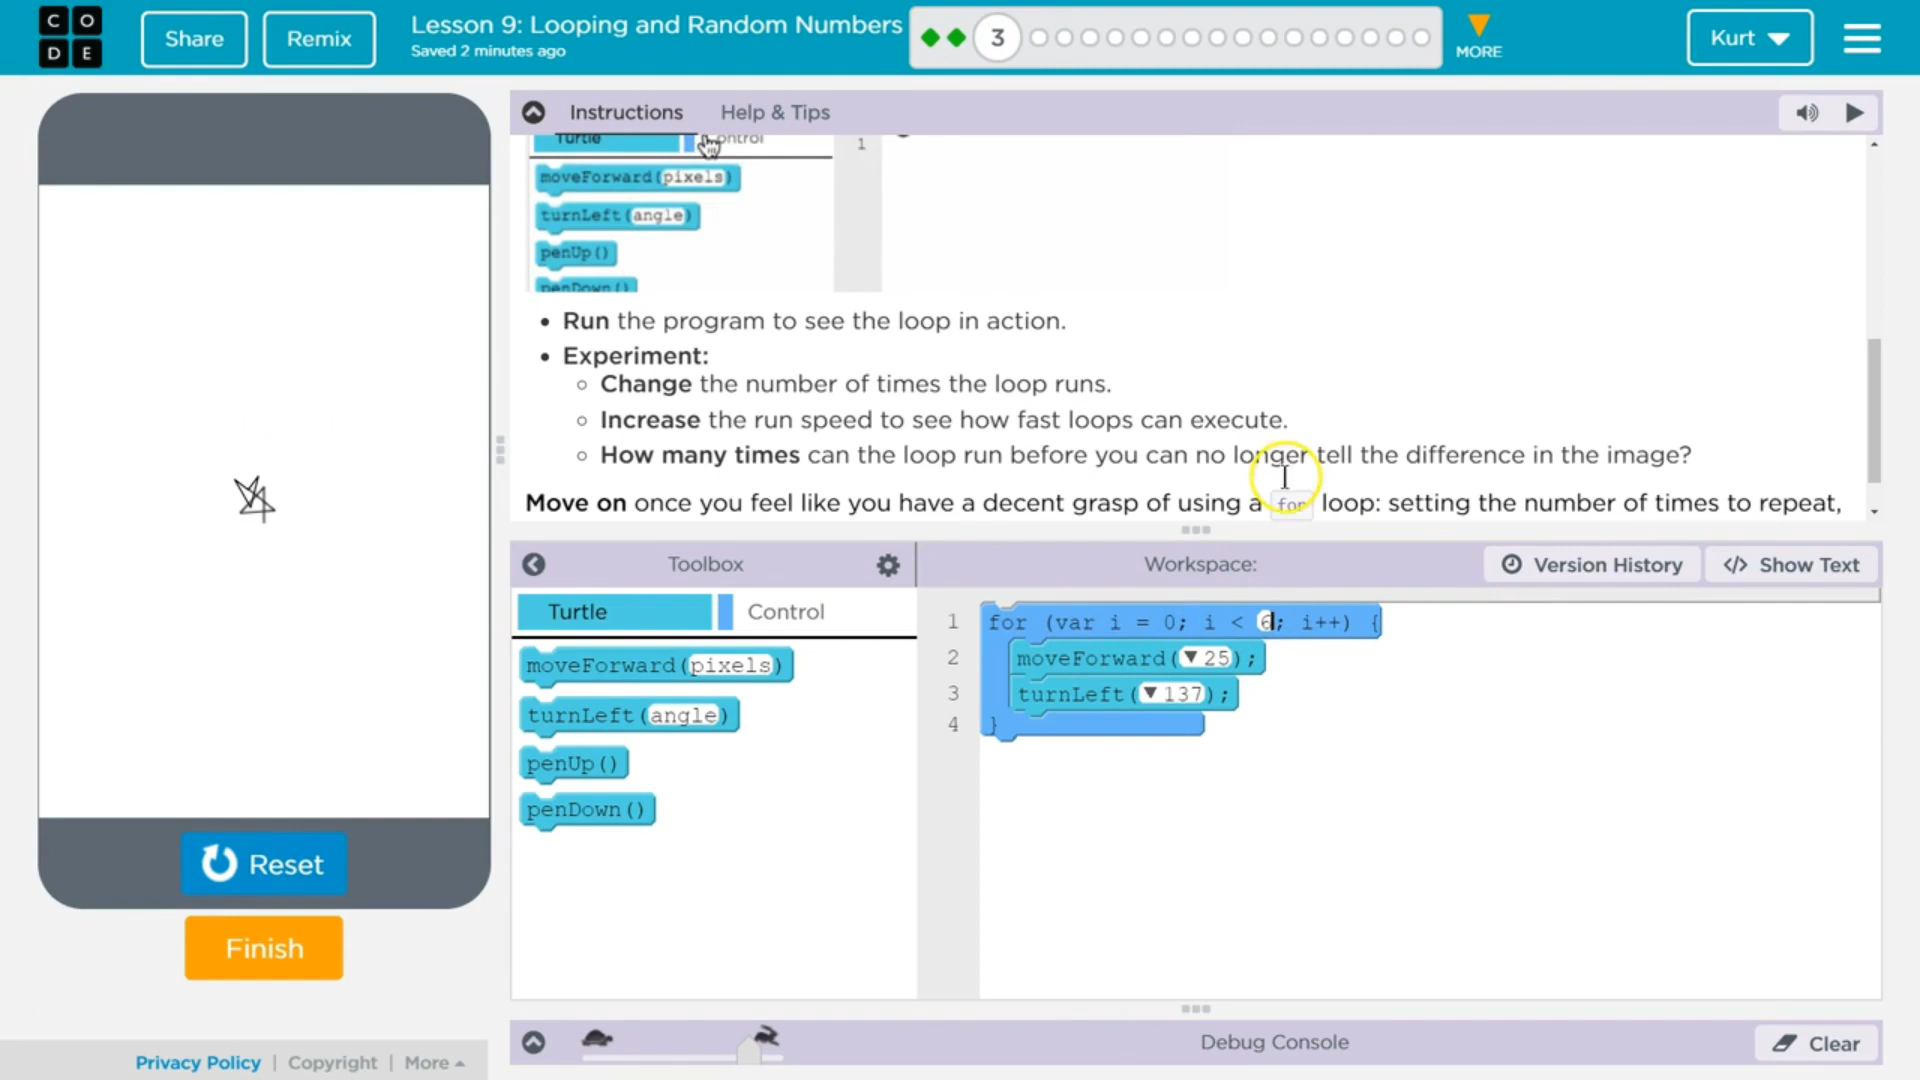 CODE
Share
Remix
Lesson 9: Looping and Random Numbers
Saved 2 minutes ago
3
MORE
Kurt
Instructions
Help & Tips
Turtle
ontrol
1
moveForward(pixels)
turnLeft(angle)
penUp()
penDown()
Run the program to see the loop in action.
Experiment:
Change the number of times the loop runs.
Increase the run speed to see how fast loops can execute.
How many times can the loop run before you can no longer tell the difference in the image?
Move on once you feel like you have a decent grasp of using a for loop: setting the number of times to repeat,
Toolbox
Workspace:
Version History
</> Show Text
Turtle
Control
moveForward(pixels)
turnLeft(angle)
penUp()
penDown()
1 for (var i = 0; i < 6; i++) {
2 moveForward(▼25);
3 turnLeft(▼137);
4 }
Reset
Finish
Privacy Policy | Copyright | More
Debug Console
Clear